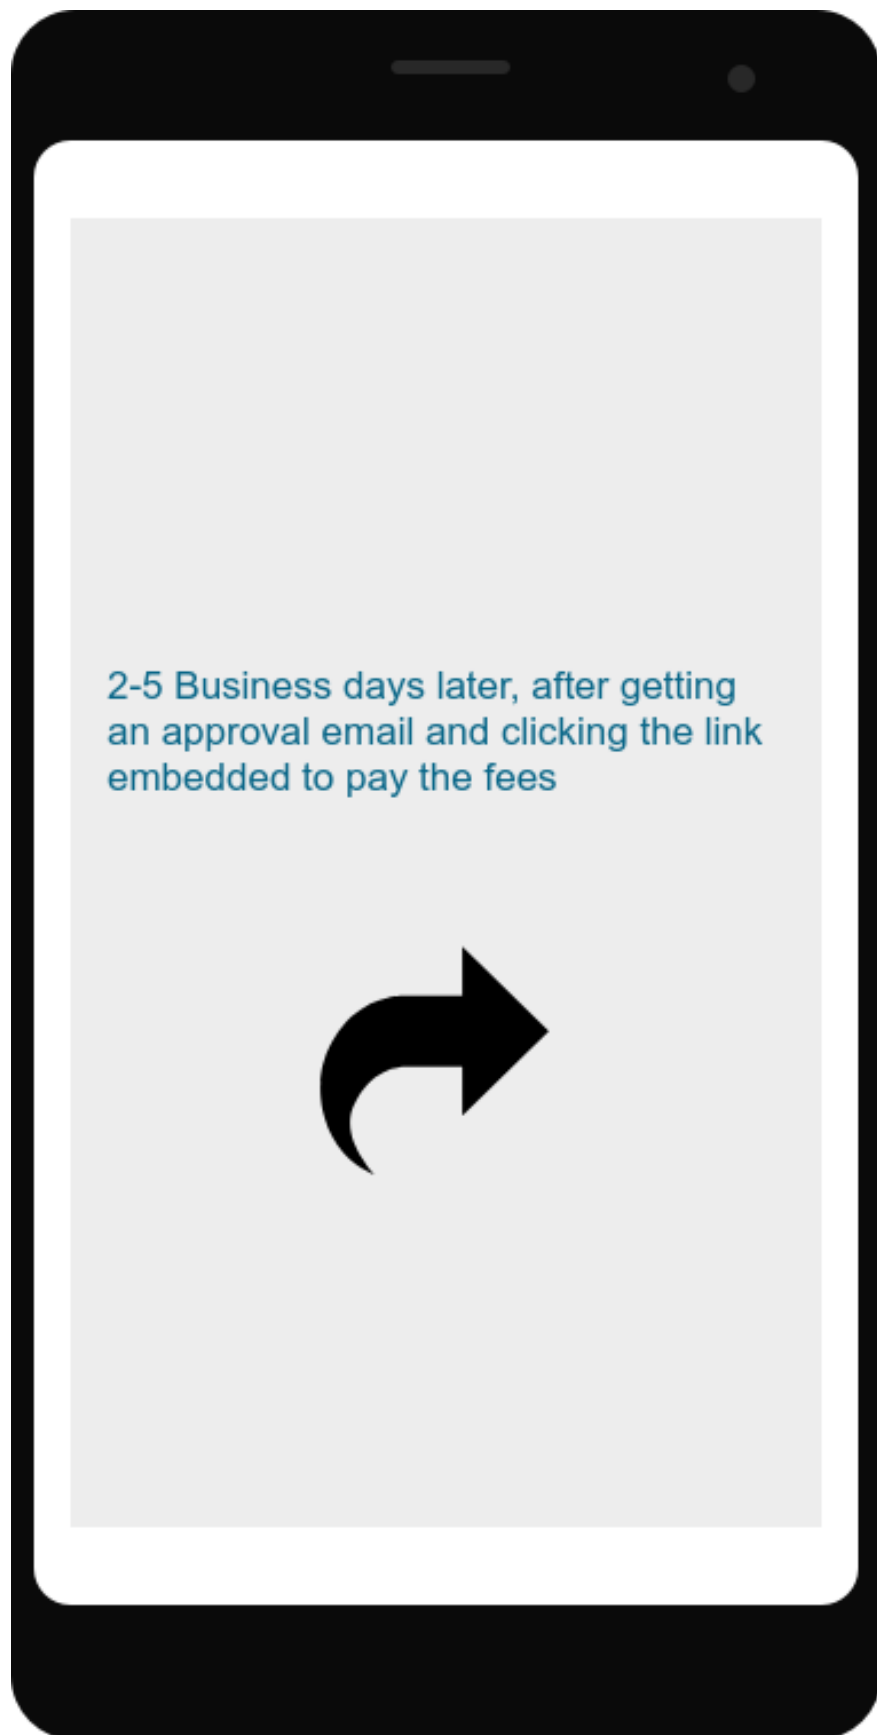 2-5 Business days later, after getting
an approval email and clicking the link
embedded to pay the fees